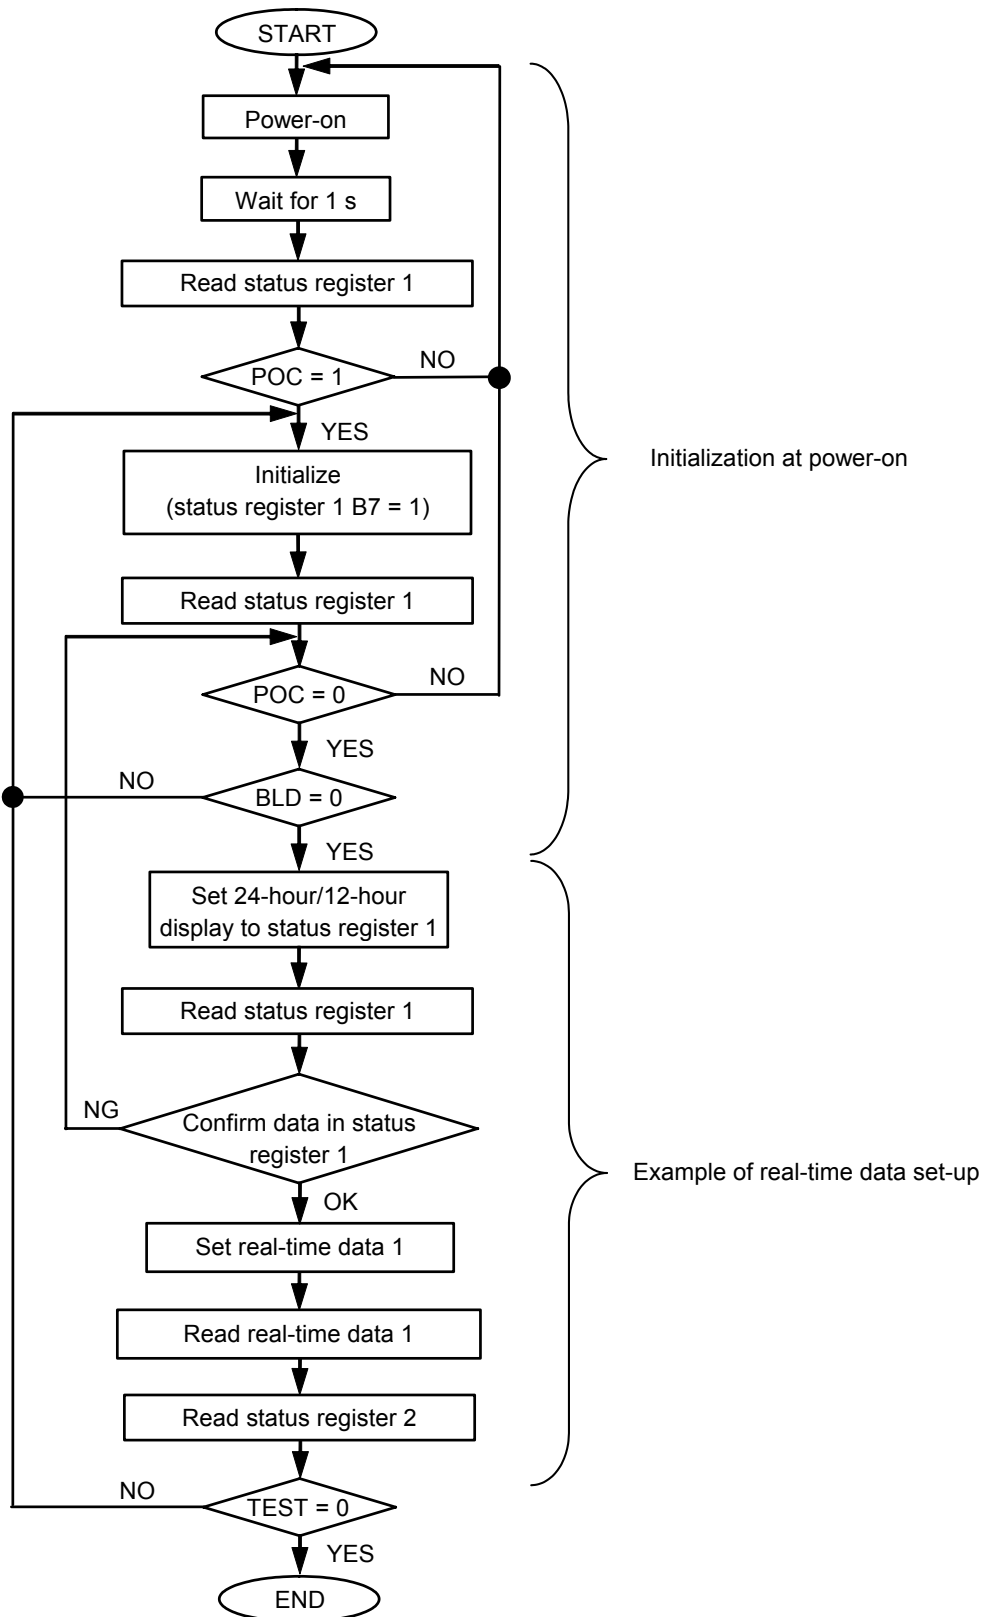 START
Power-on
Wait for 1 s
Read status register 1
NO
POC = 1
YES
Initialize
(status register 1 B7 = 1)
Initialization at power-on
Read status register 1
NO
POC = 0
YES
NO
BLD = 0
YES
Set 24-hour/12-hour
display to status register 1
Read status register 1
NG
Confirm data in status
register 1
Example of real-time data set-up
OK
Set real-time data 1
Read real-time data 1
Read status register 2
NO
TEST = 0
YES
END